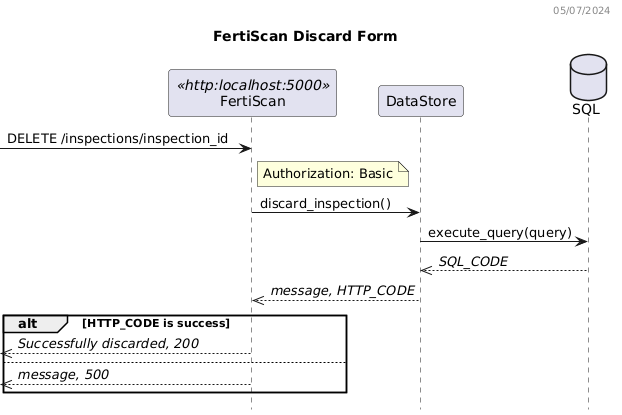 05/07/2024
FertiScan Discard Form
«http:localhost:5000»
FertiScan
DataStore
SQL
DELETE /inspections/inspection_id
Authorization: Basic
discard_inspection()
execute_query(query)
SQL_CODE
message, HTTP_CODE
alt [HTTP_CODE is success]
Successfully discarded, 200
message, 500